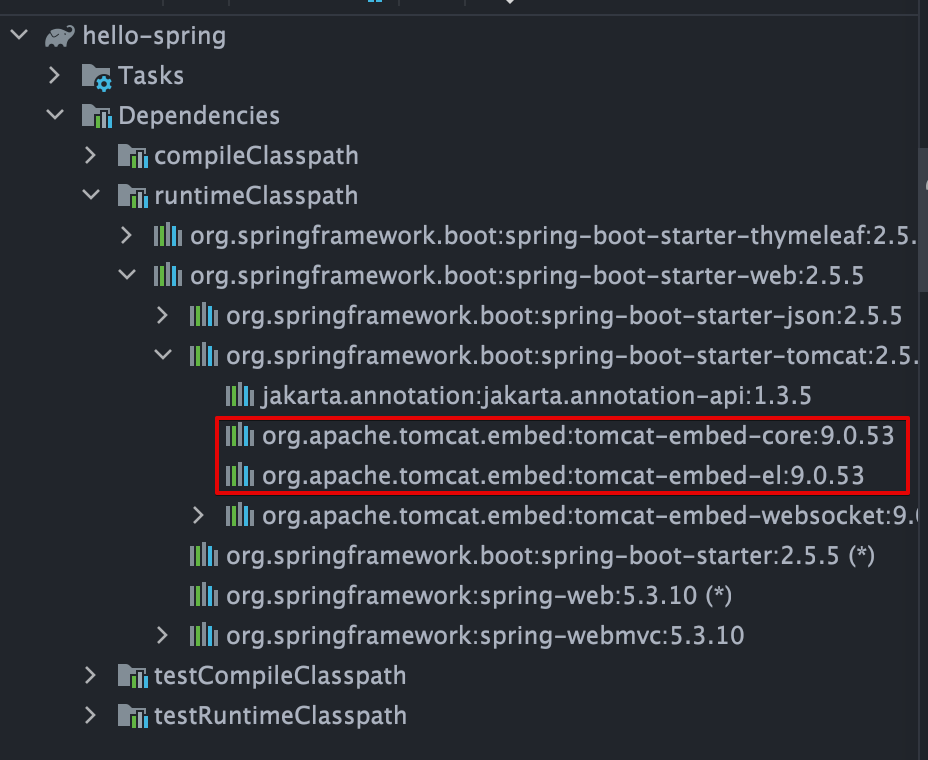 hello-spring
Tasks
Dependencies
compileClasspath
runtimeClasspath
org.springframework.boot:spring-boot-starter-thymeleaf:2.5.
org.springframework.boot:spring-boot-starter-web:2.5.5
org.springframework.boot:spring-boot-starter-json:2.5.5
org.springframework.boot:spring-boot-starter-tomcat:2.5.
jakarta.annotation:jakarta.annotation-api:1.3.5
org.apache.tomcat.embed:tomcat-embed-core:9.0.53
org.apache.tomcat.embed:tomcat-embed-el:9.0.53
org.apache.tomcat.embed:tomcat-embed-websocket:9.
org.springframework.boot:spring-boot-starter:2.5.5 (*)
org.springframework:spring-web:5.3.10 (*)
org.springframework:spring-webmvc:5.3.10
testCompileClasspath
testRuntimeClasspath